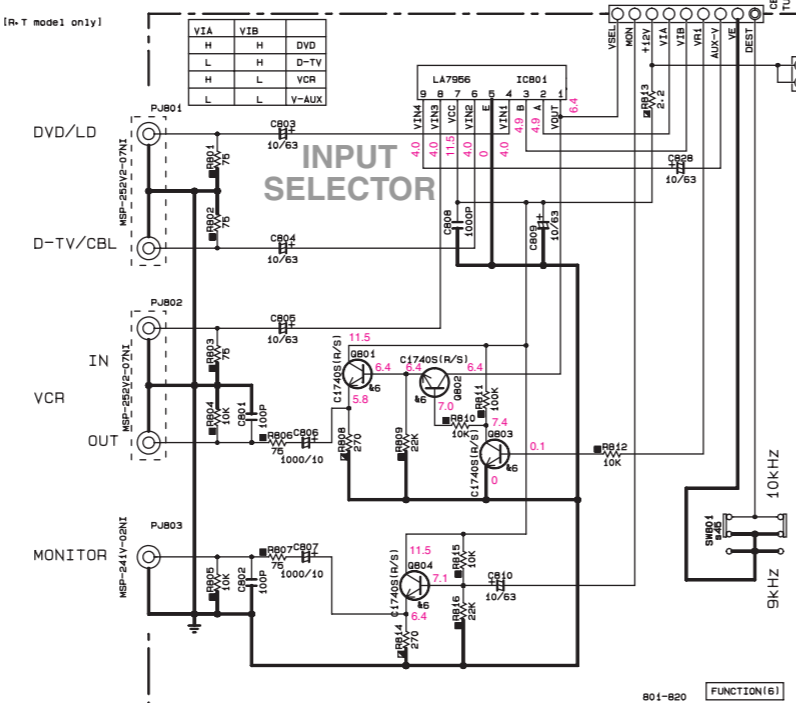 [R.T model only]
VIA VIB
H H DVD
L H D-TV
H L VCR
L L V-AUX
VSEL
MON
+12V
VIA
VIB
VR1
AUX-V
VE
DEST
LA7956 IC801
9 8 7 6 5 4 3 2 1
VIN4 VIN3 VCC VIN2 E VIN1 B A VOUT
4.0 4.0 11.5 4.0 0 4.0 4.9 4.9 6.4
R813
2.2
PJ801
MSP-252V2-07NI
DVD/LD
C803
10/63
R801
75
INPUT
SELECTOR
C828
10/63
R802
75
D-TV/CBL
C804
10/63
C808
1000P
C809
10/63
PJ802
MSP-252V2-07NI
C805
10/63
IN
VCR
OUT
R803
75
R804
10K
C801
100P
R806
75
C806
1000/10
11.5
Q801
C1740S(R/S)
&6
6.4
5.8
R808
270
C1740S(R/S)
6.4
6.4
Q802
&6
7.0
R809
22K
R810
10K
R811
100K
7.4
Q803
C1740S(R/S)
&6
0.1
0
R812
10K
10kHz
SW801
9kHz
PJ803
MSP-241V-02NI
MONITOR
R805
10K
C802
100P
R807
75
C807
1000/10
11.5
Q804
C1740S(R/S)
&6
7.1
6.4
R814
270
R815
10K
R816
22K
C810
10/63
801-820
FUNCTION(6)